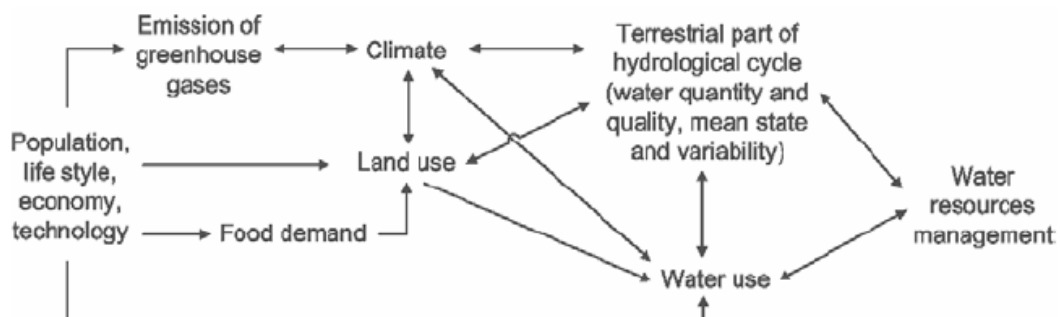 Emission of
greenhouse
gases
Climate
Terrestrial part of
hydrological cycle
(water quantity and
quality, mean state
and variability)
Population,
life style,
economy,
technology
Land use
Food demand
Water
resources
management
Water use